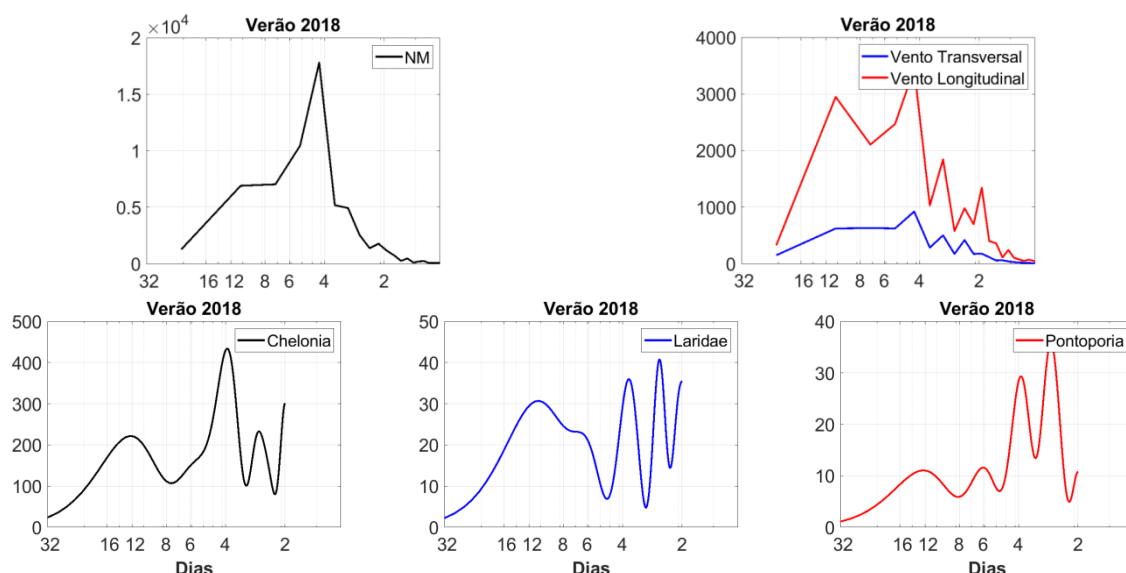 Verão 2018
×10⁴
NM
2
1.5
1
0.5
0
32 16 12 8 6 4 2
Verão 2018
Vento Transversal
Vento Longitudinal
4000
3000
2000
1000
0
32 16 12 8 6 4 2
Verão 2018
Chelonia
500
400
300
200
100
0
32 16 12 8 6 4 2
Dias
Verão 2018
Laridae
50
40
30
20
10
0
32 16 12 8 6 4 2
Dias
Verão 2018
Pontoporia
40
30
20
10
0
32 16 12 8 6 4 2
Dias